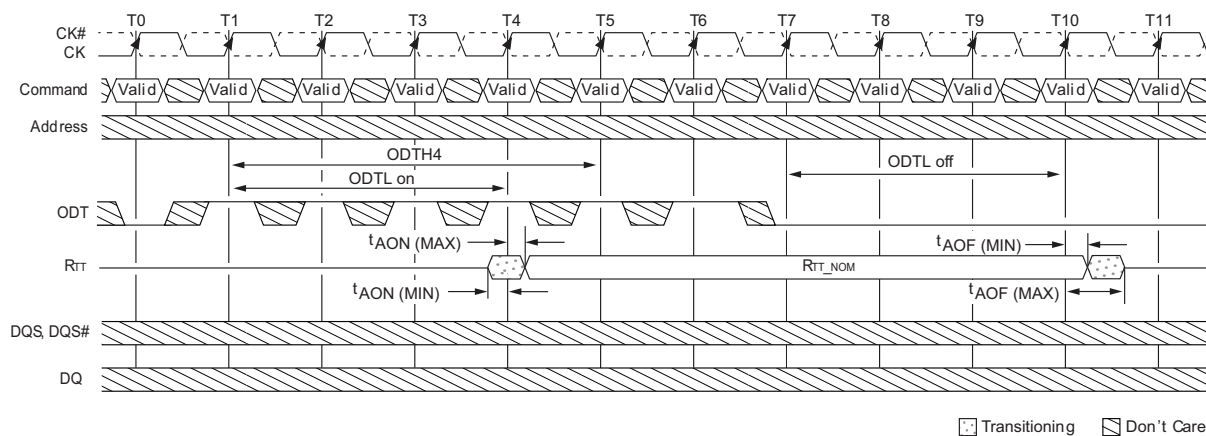 T0 T1 T2 T3 T4 T5 T6 T7 T8 T9 T10 T11
CK#
CK
Command Valid Valid Valid Valid Valid Valid Valid Valid Valid Valid Valid Valid
Address
ODTH4
ODTL off
ODTL on
ODT
tAON (MAX)
tAOF (MIN)
RTT
RTT_NOM
tAON (MIN)
tAOF (MAX)
DQS, DQS#
DQ
Transitioning Don't Care